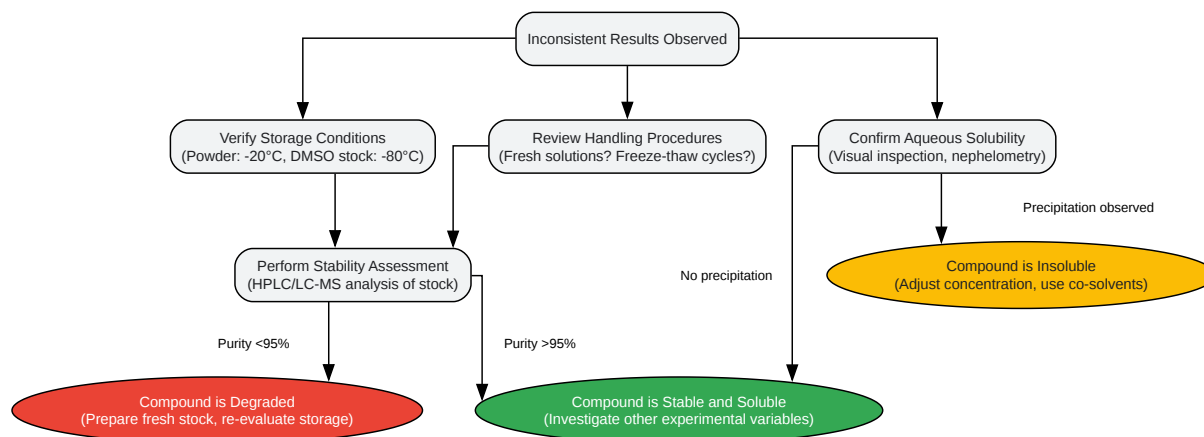 Inconsistent Results Observed
Verify Storage Conditions
(Powder: -20°C, DMSO stock: -80°C)
Review Handling Procedures
(Fresh solutions? Freeze-thaw cycles?)
Confirm Aqueous Solubility
(Visual inspection, nephelometry)
Precipitation observed
Perform Stability Assessment
(HPLC/LC-MS analysis of stock)
No precipitation
Compound is Insoluble
(Adjust concentration, use co-solvents)
Purity <95%
Purity >95%
Compound is Degraded
(Prepare fresh stock, re-evaluate storage)
Compound is Stable and Soluble
(Investigate other experimental variables)